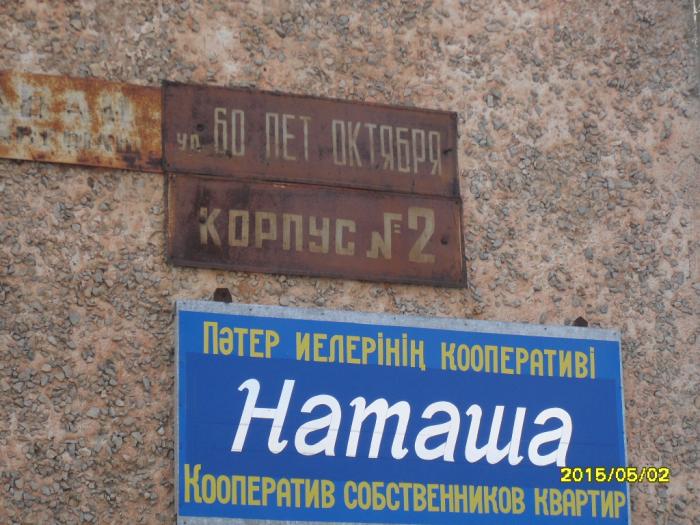 ул 60 ЛЕТ ОКТЯБРЯ
КОРПУС №2
ПӘТЕР ИЕЛЕРІНІҢ КООПЕРАТИВІ
Наташа
КООПЕРАТИВ СОБСТВЕННИКОВ КВАРТИР
2015/05/02